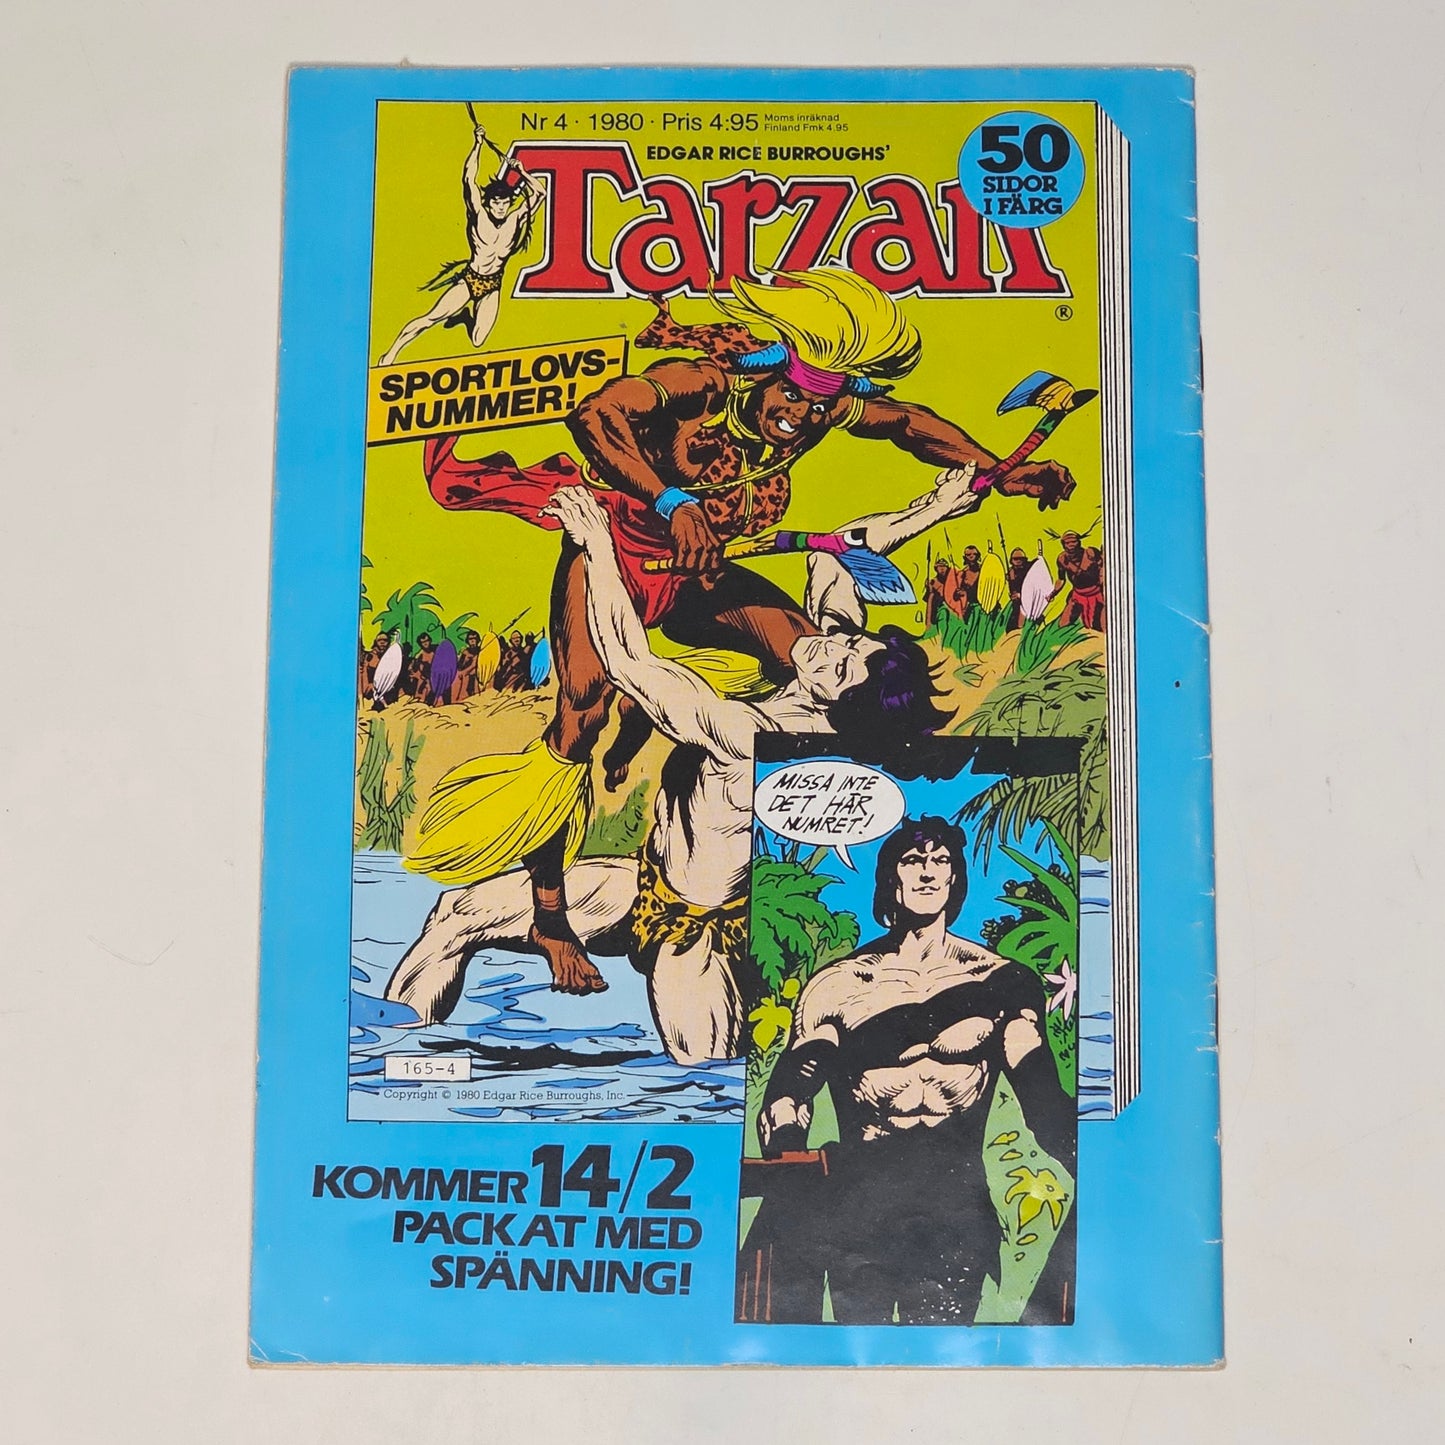 Nr 4 · 1980 · Pris 4:95 Moms inräknad
Finland Fmk 4.95
EDGAR RICE BURROUGHS'
Tarzan
®
50
SIDOR
I FÄRG
SPORTLOVS-
NUMMER!
MISSA INTE
DET HÄR
NUMRET!
165-4
Copyright © 1980 Edgar Rice Burroughs, Inc.
KOMMER 14/2
PACKAT MED
SPÄNNING!